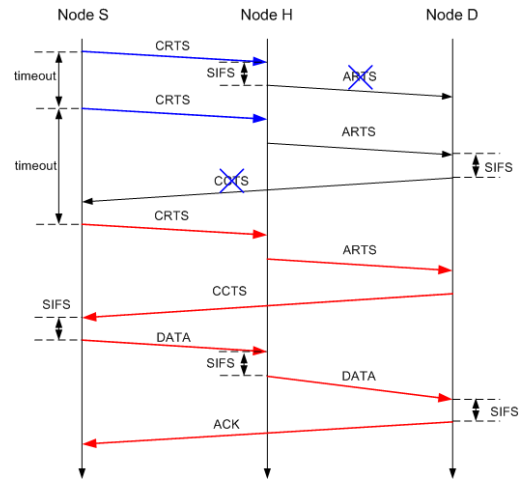 Node S Node H Node D
CRTS
SIFS
timeout
ARTS
CRTS
ARTS
timeout
SIFS
CCTS
CRTS
ARTS
CCTS
SIFS
DATA
SIFS
DATA
SIFS
ACK